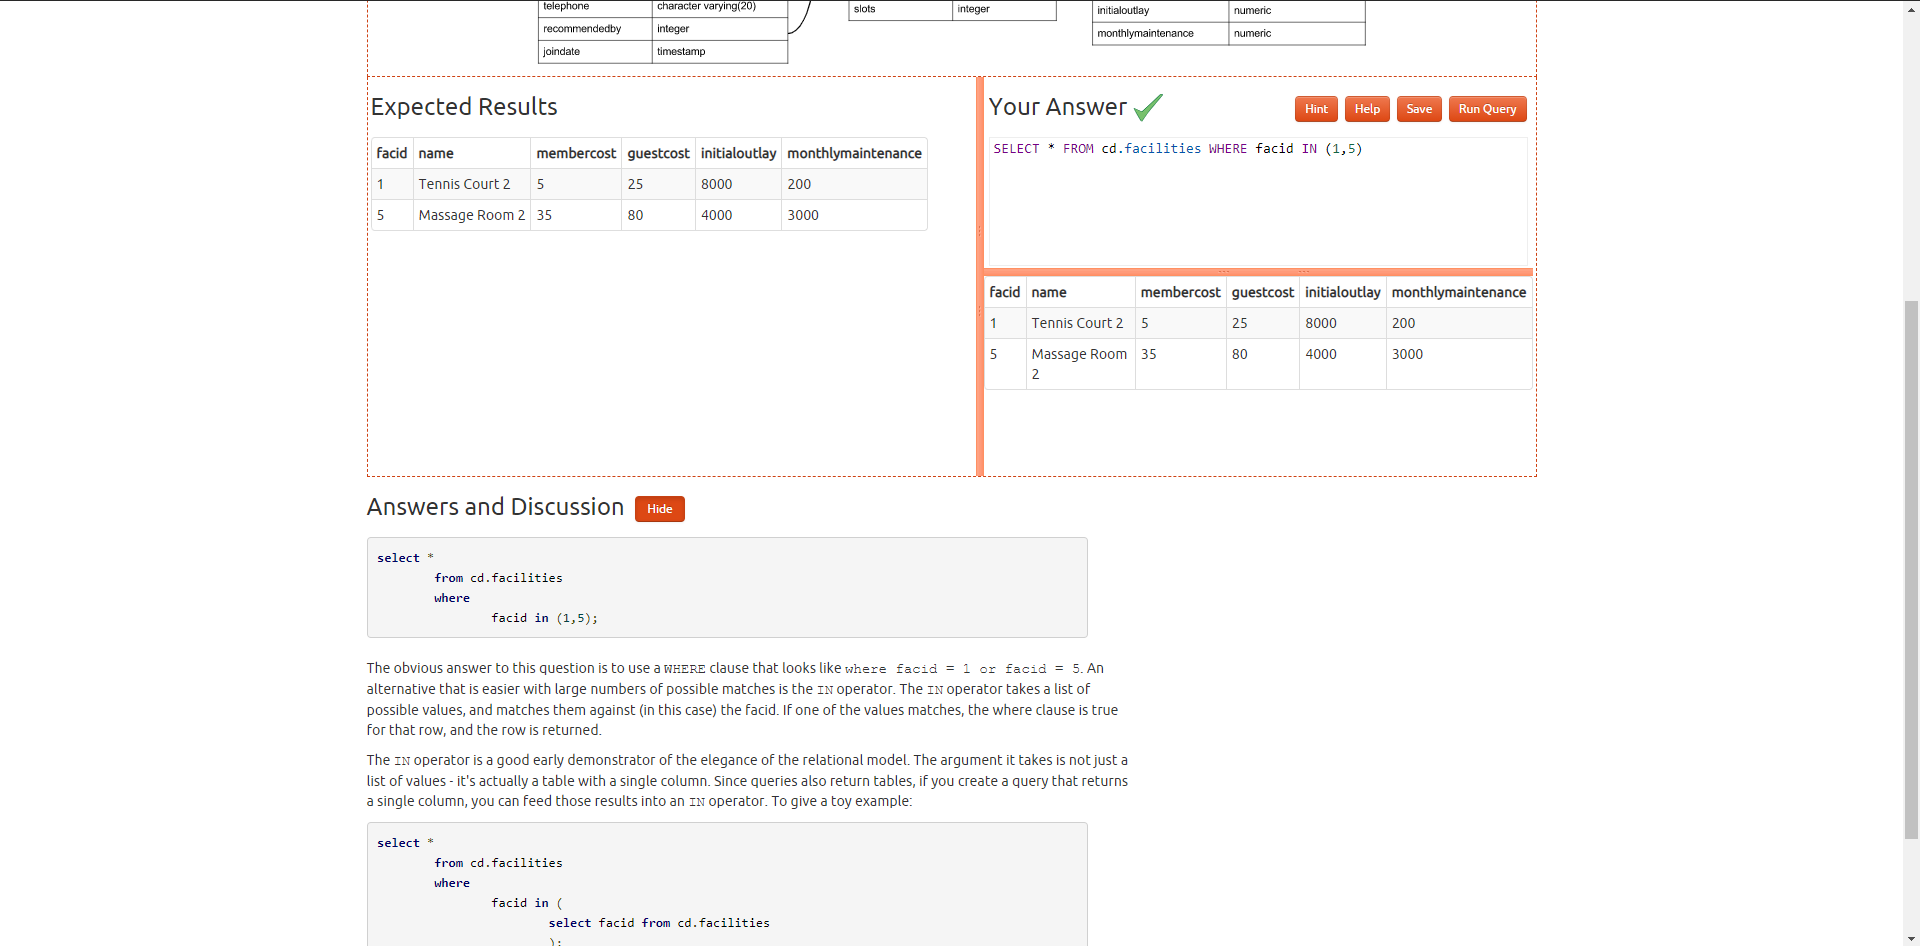 telephone character varying(20)
recommendedby integer
joindate timestamp
slots integer
initialoutlay numeric
monthlymaintenance numeric
Expected Results
facid name membercost guestcost initialoutlay monthlymaintenance
1 Tennis Court 2 5 25 8000 200
5 Massage Room 2 35 80 4000 3000
Your Answer
Hint Help Save Run Query
SELECT * FROM cd.facilities WHERE facid IN (1,5)
facid name membercost guestcost initialoutlay monthlymaintenance
1 Tennis Court 2 5 25 8000 200
5 Massage Room 35 80 4000 3000
2
Answers and Discussion Hide
select *
from cd.facilities
where
facid in (1,5);
The obvious answer to this question is to use a WHERE clause that looks like where facid = 1 or facid = 5. An
alternative that is easier with large numbers of possible matches is the IN operator. The IN operator takes a list of
possible values, and matches them against (in this case) the facid. If one of the values matches, the where clause is true
for that row, and the row is returned.
The IN operator is a good early demonstrator of the elegance of the relational model. The argument it takes is not just a
list of values - it's actually a table with a single column. Since queries also return tables, if you create a query that returns
a single column, you can feed those results into an IN operator. To give a toy example:
select *
from cd.facilities
where
facid in (
select facid from cd.facilities
);